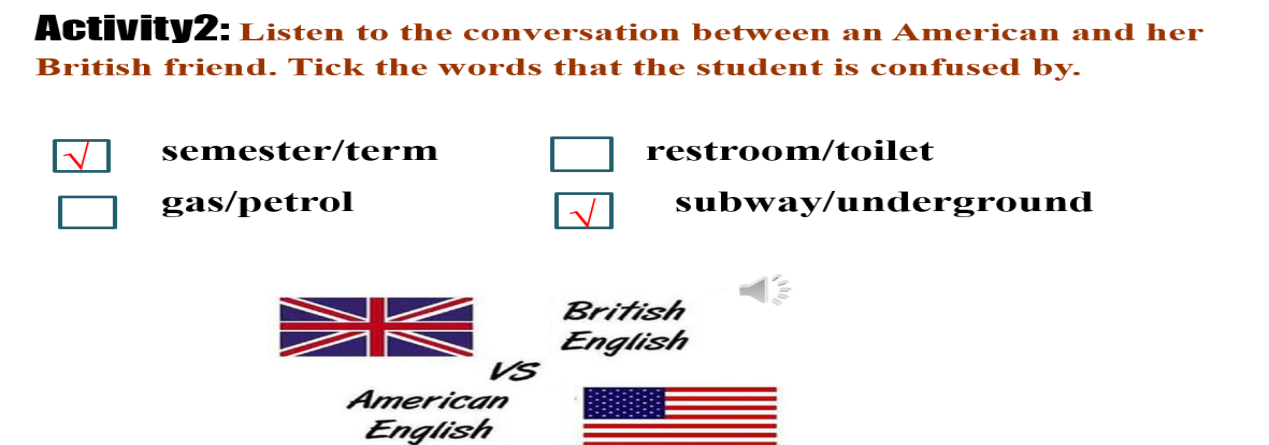 Activity2: Listen to the conversation between an American and her
British friend. Tick the words that the student is confused by.
√ semester/term restroom/toilet
gas/petrol √ subway/underground
British
English
VS
American
English